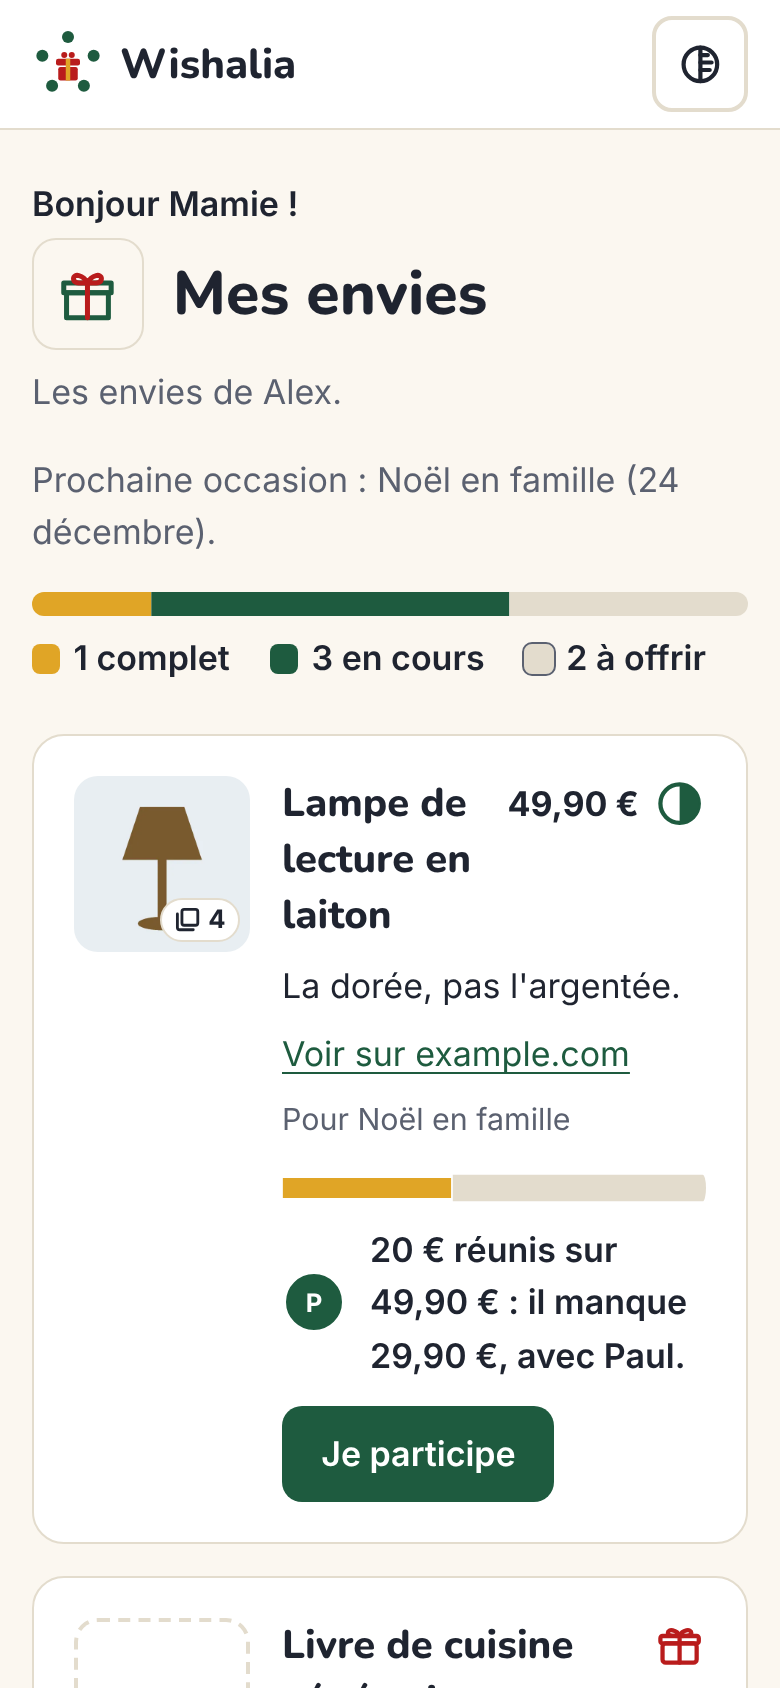 Wishalia
Bonjour Mamie !
Mes envies
Les envies de Alex.
Prochaine occasion : Noël en famille (24
décembre).
1 complet 3 en cours 2 à offrir
Lampe de 49,90 €
lecture en
laiton
4
La dorée, pas l'argentée.
Voir sur example.com
Pour Noël en famille
20 € réunis sur
P
49,90 € : il manque
29,90 €, avec Paul.
Je participe
Livre de cuisine